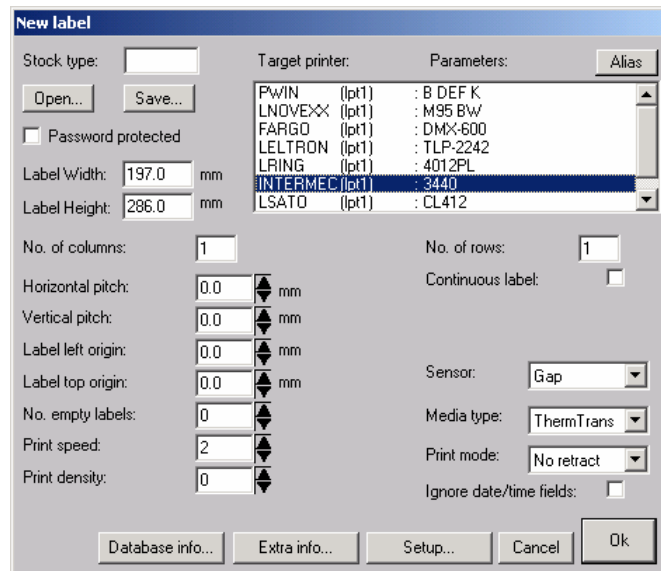 New label
Stock type:
Target printer: Parameters: Alias
Open... Save...
PWIN (lpt1) : B DEF K
LNOVEXX (lpt1) : M95 BW
FARGO (lpt1) : DMX-600
LELTRON (lpt1) : TLP-2242
LRING (lpt1) : 4012PL
INTERMEC(lpt1) : 3440
LSATO (lpt1) : CL412
Password protected
Label Width: 197.0 mm
Label Height: 286.0 mm
No. of columns: 1
No. of rows: 1
Horizontal pitch: 0.0 mm
Continuous label:
Vertical pitch: 0.0 mm
Label left origin: 0.0 mm
Label top origin: 0.0 mm
Sensor: Gap
No. empty labels: 0
Media type: ThermTrans
Print speed: 2
Print mode: No retract
Print density: 0
Ignore date/time fields:
Database info... Extra info... Setup... Cancel Ok